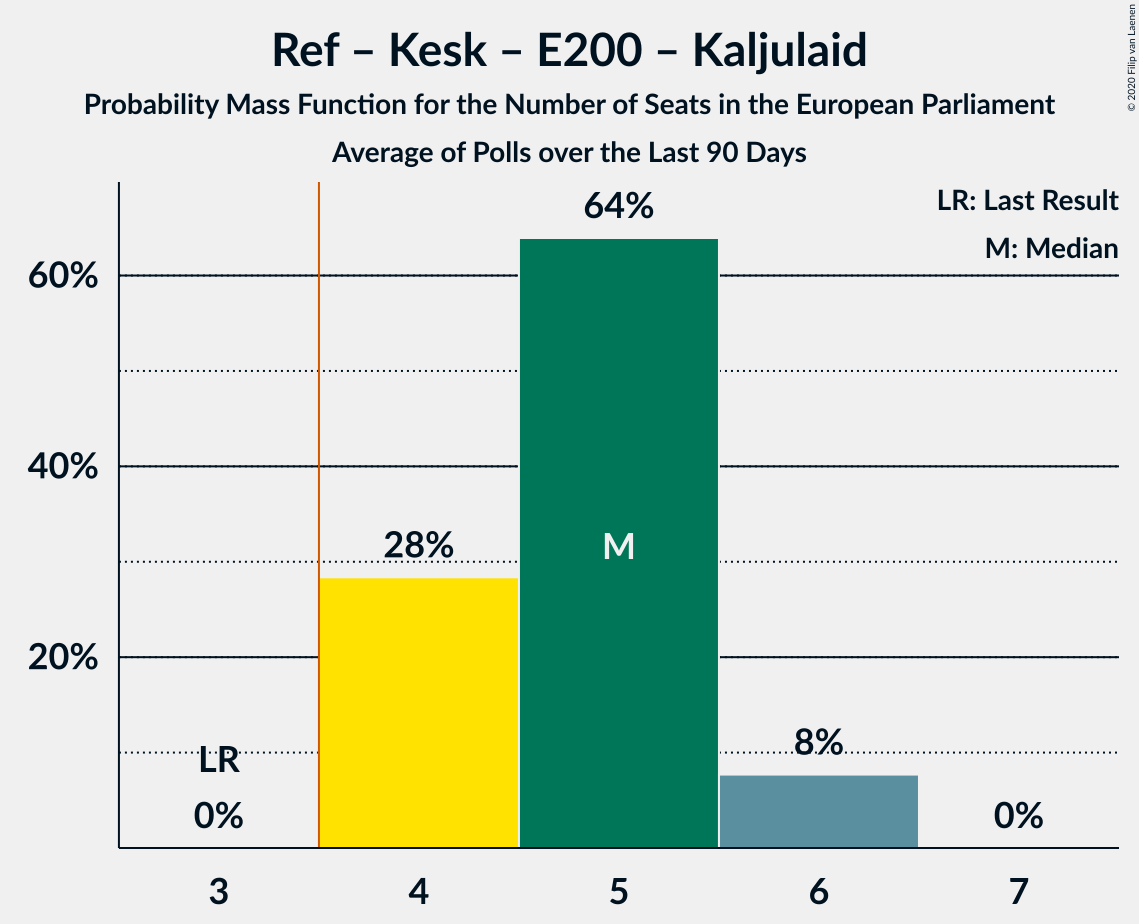 Ref – Kesk – E200 – Kaljulaid
Probability Mass Function for the Number of Seats in the European Parliament
Average of Polls over the Last 90 Days
© 2020 Filip van Laenen
LR: Last Result
M: Median
64%
60%
40%
28%
M
20%
LR
8%
0%
0%
3 4 5 6 7